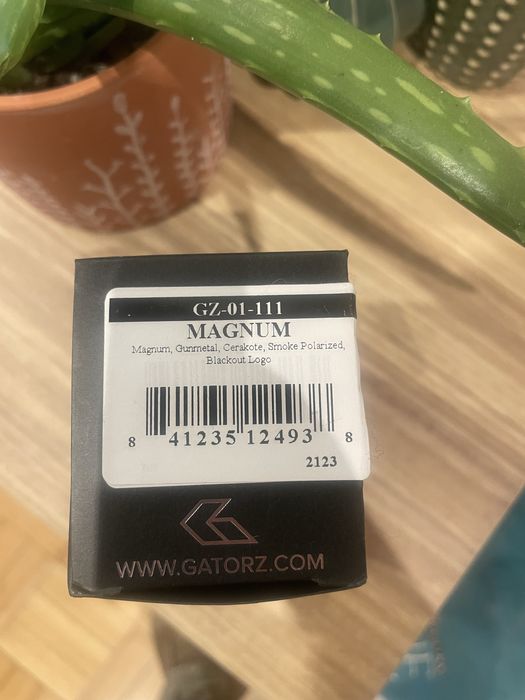 GZ-01-111
MAGNUM
Magnum, Gunmetal, Cerakote, Smoke Polarized,
Blackout Logo
8 41235 12493 8
2123
WWW.GATORZ.COM